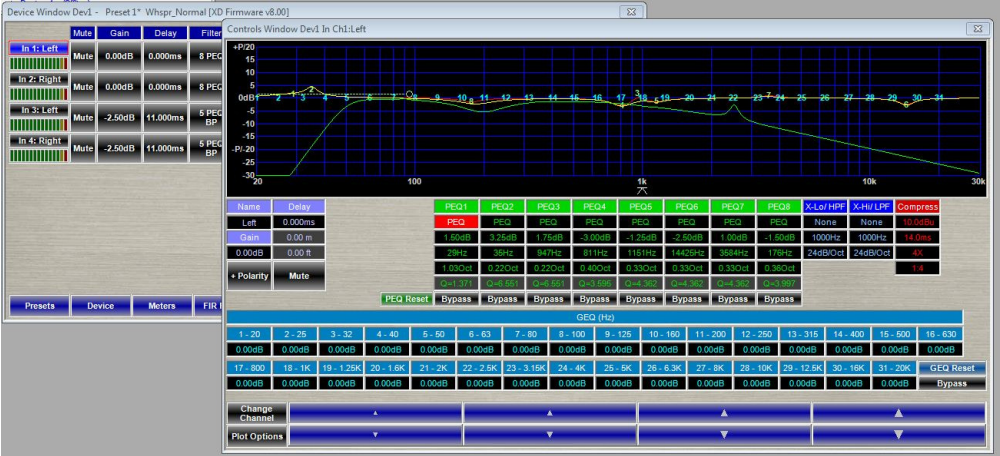 Device Window Dev1 - Preset 1* Whspr_Normal [XD Firmware v8.00]
Mute Gain Delay Filter
In 1: Left Mute 0.00dB 0.000ms 8 PEQ
In 2: Right Mute 0.00dB 0.000ms 8 PEQ
In 3: Left Mute -2.50dB 11.000ms 5 PEQ BP
In 4: Right Mute -2.50dB 11.000ms 5 PEQ BP
Presets Device Meters FIR
Controls Window Dev1 In Ch1:Left
+P/20
15
10
5
0dB
-5
-10
-15
-P/-20
-25
-30
20 100 1k 10k 30k
Name Delay PEQ1 PEQ2 PEQ3 PEQ4 PEQ5 PEQ6 PEQ7 PEQ8 X-Lo/ HPF X-Hi/ LPF Compress
Left 0.000ms PEQ PEQ PEQ PEQ PEQ PEQ PEQ PEQ None None 10.0dBu
Gain 0.00 m 1.50dB 3.25dB 1.75dB -3.00dB -1.25dB -2.50dB 1.00dB -1.50dB 1000Hz 1000Hz 14.0ms
0.00dB 0.00 ft 29Hz 35Hz 947Hz 811Hz 1151Hz 14426Hz 3584Hz 176Hz 24dB/Oct 24dB/Oct 4X
+ Polarity Mute 1.03Oct 0.22Oct 0.22Oct 0.40Oct 0.33Oct 0.33Oct 0.33Oct 0.36Oct 1:4
Q=1.371 Q=6.551 Q=6.551 Q=3.595 Q=4.362 Q=4.362 Q=4.362 Q=3.997
PEQ Reset Bypass Bypass Bypass Bypass Bypass Bypass Bypass Bypass
GEQ (Hz)
1 - 20 2 - 25 3 - 32 4 - 40 5 - 50 6 - 63 7 - 80 8 - 100 9 - 125 10 - 160 11 - 200 12 - 250 13 - 315 14 - 400 15 - 500 16 - 630
0.00dB 0.00dB 0.00dB 0.00dB 0.00dB 0.00dB 0.00dB 0.00dB 0.00dB 0.00dB 0.00dB 0.00dB 0.00dB 0.00dB 0.00dB 0.00dB
17 - 800 18 - 1K 19 - 1.25K 20 - 1.6K 21 - 2K 22 - 2.5K 23 - 3.15K 24 - 4K 25 - 5K 26 - 6.3K 27 - 8K 28 - 10K 29 - 12.5K 30 - 16K 31 - 20K GEQ Reset
0.00dB 0.00dB 0.00dB 0.00dB 0.00dB 0.00dB 0.00dB 0.00dB 0.00dB 0.00dB 0.00dB 0.00dB 0.00dB 0.00dB 0.00dB Bypass
Change Channel
Plot Options